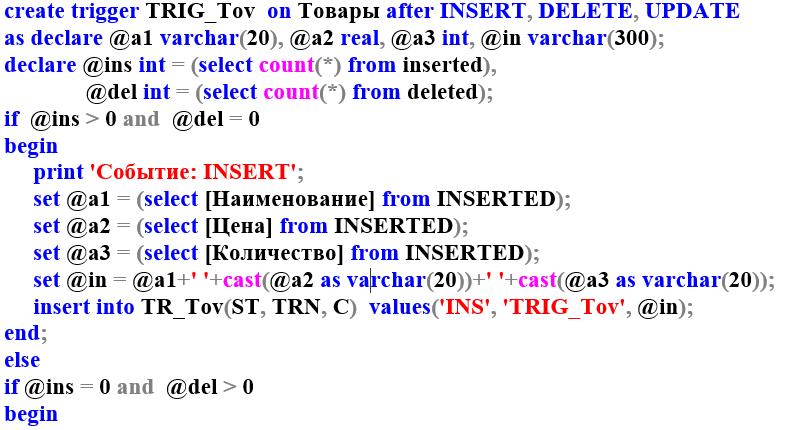 create trigger TRIG_Tov on Товары after INSERT, DELETE, UPDATE
as declare @a1 varchar(20), @a2 real, @a3 int, @in varchar(300);
declare @ins int = (select count(*) from inserted),
@del int = (select count(*) from deleted);
if @ins > 0 and @del = 0
begin
print 'Событие: INSERT';
set @a1 = (select [Наименование] from INSERTED);
set @a2 = (select [Цена] from INSERTED);
set @a3 = (select [Количество] from INSERTED);
set @in = @a1+' '+cast(@a2 as varchar(20))+' '+cast(@a3 as varchar(20));
insert into TR_Tov(ST, TRN, C) values('INS', 'TRIG_Tov', @in);
end;
else
if @ins = 0 and @del > 0
begin